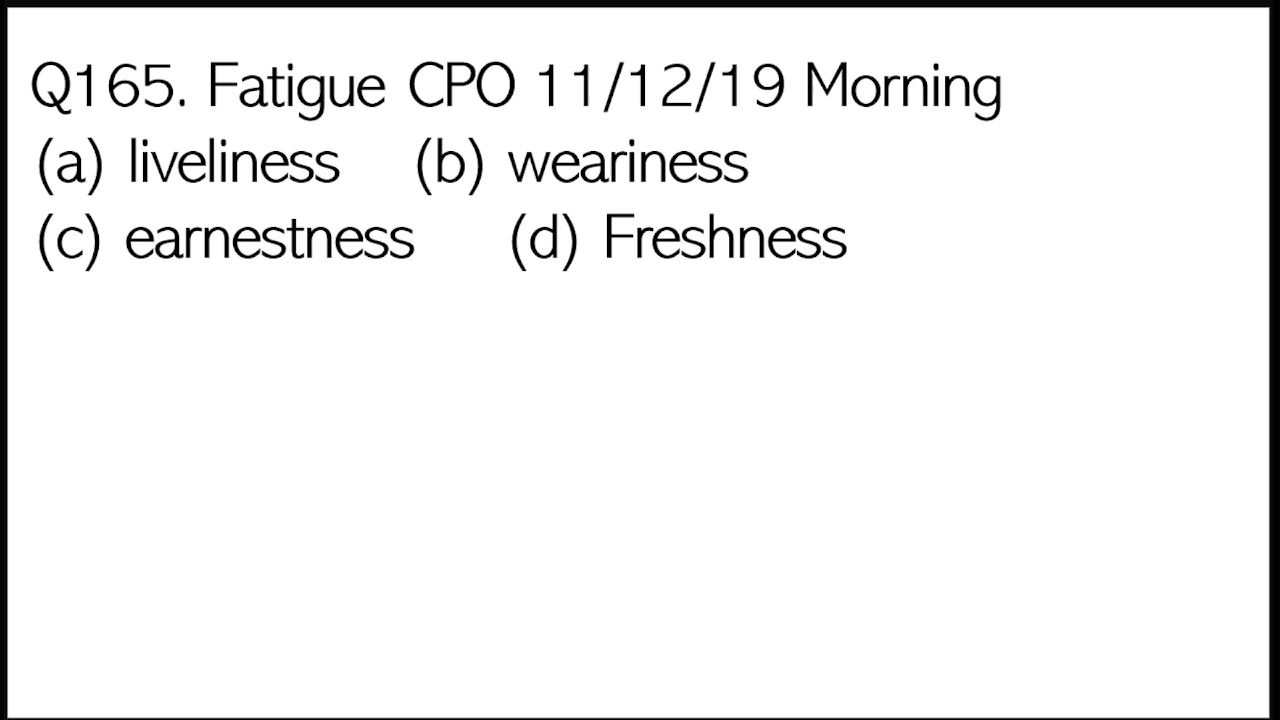 Q165. Fatigue CPO 11/12/19 Morning
(a) liveliness (b) weariness
(c) earnestness (d) Freshness